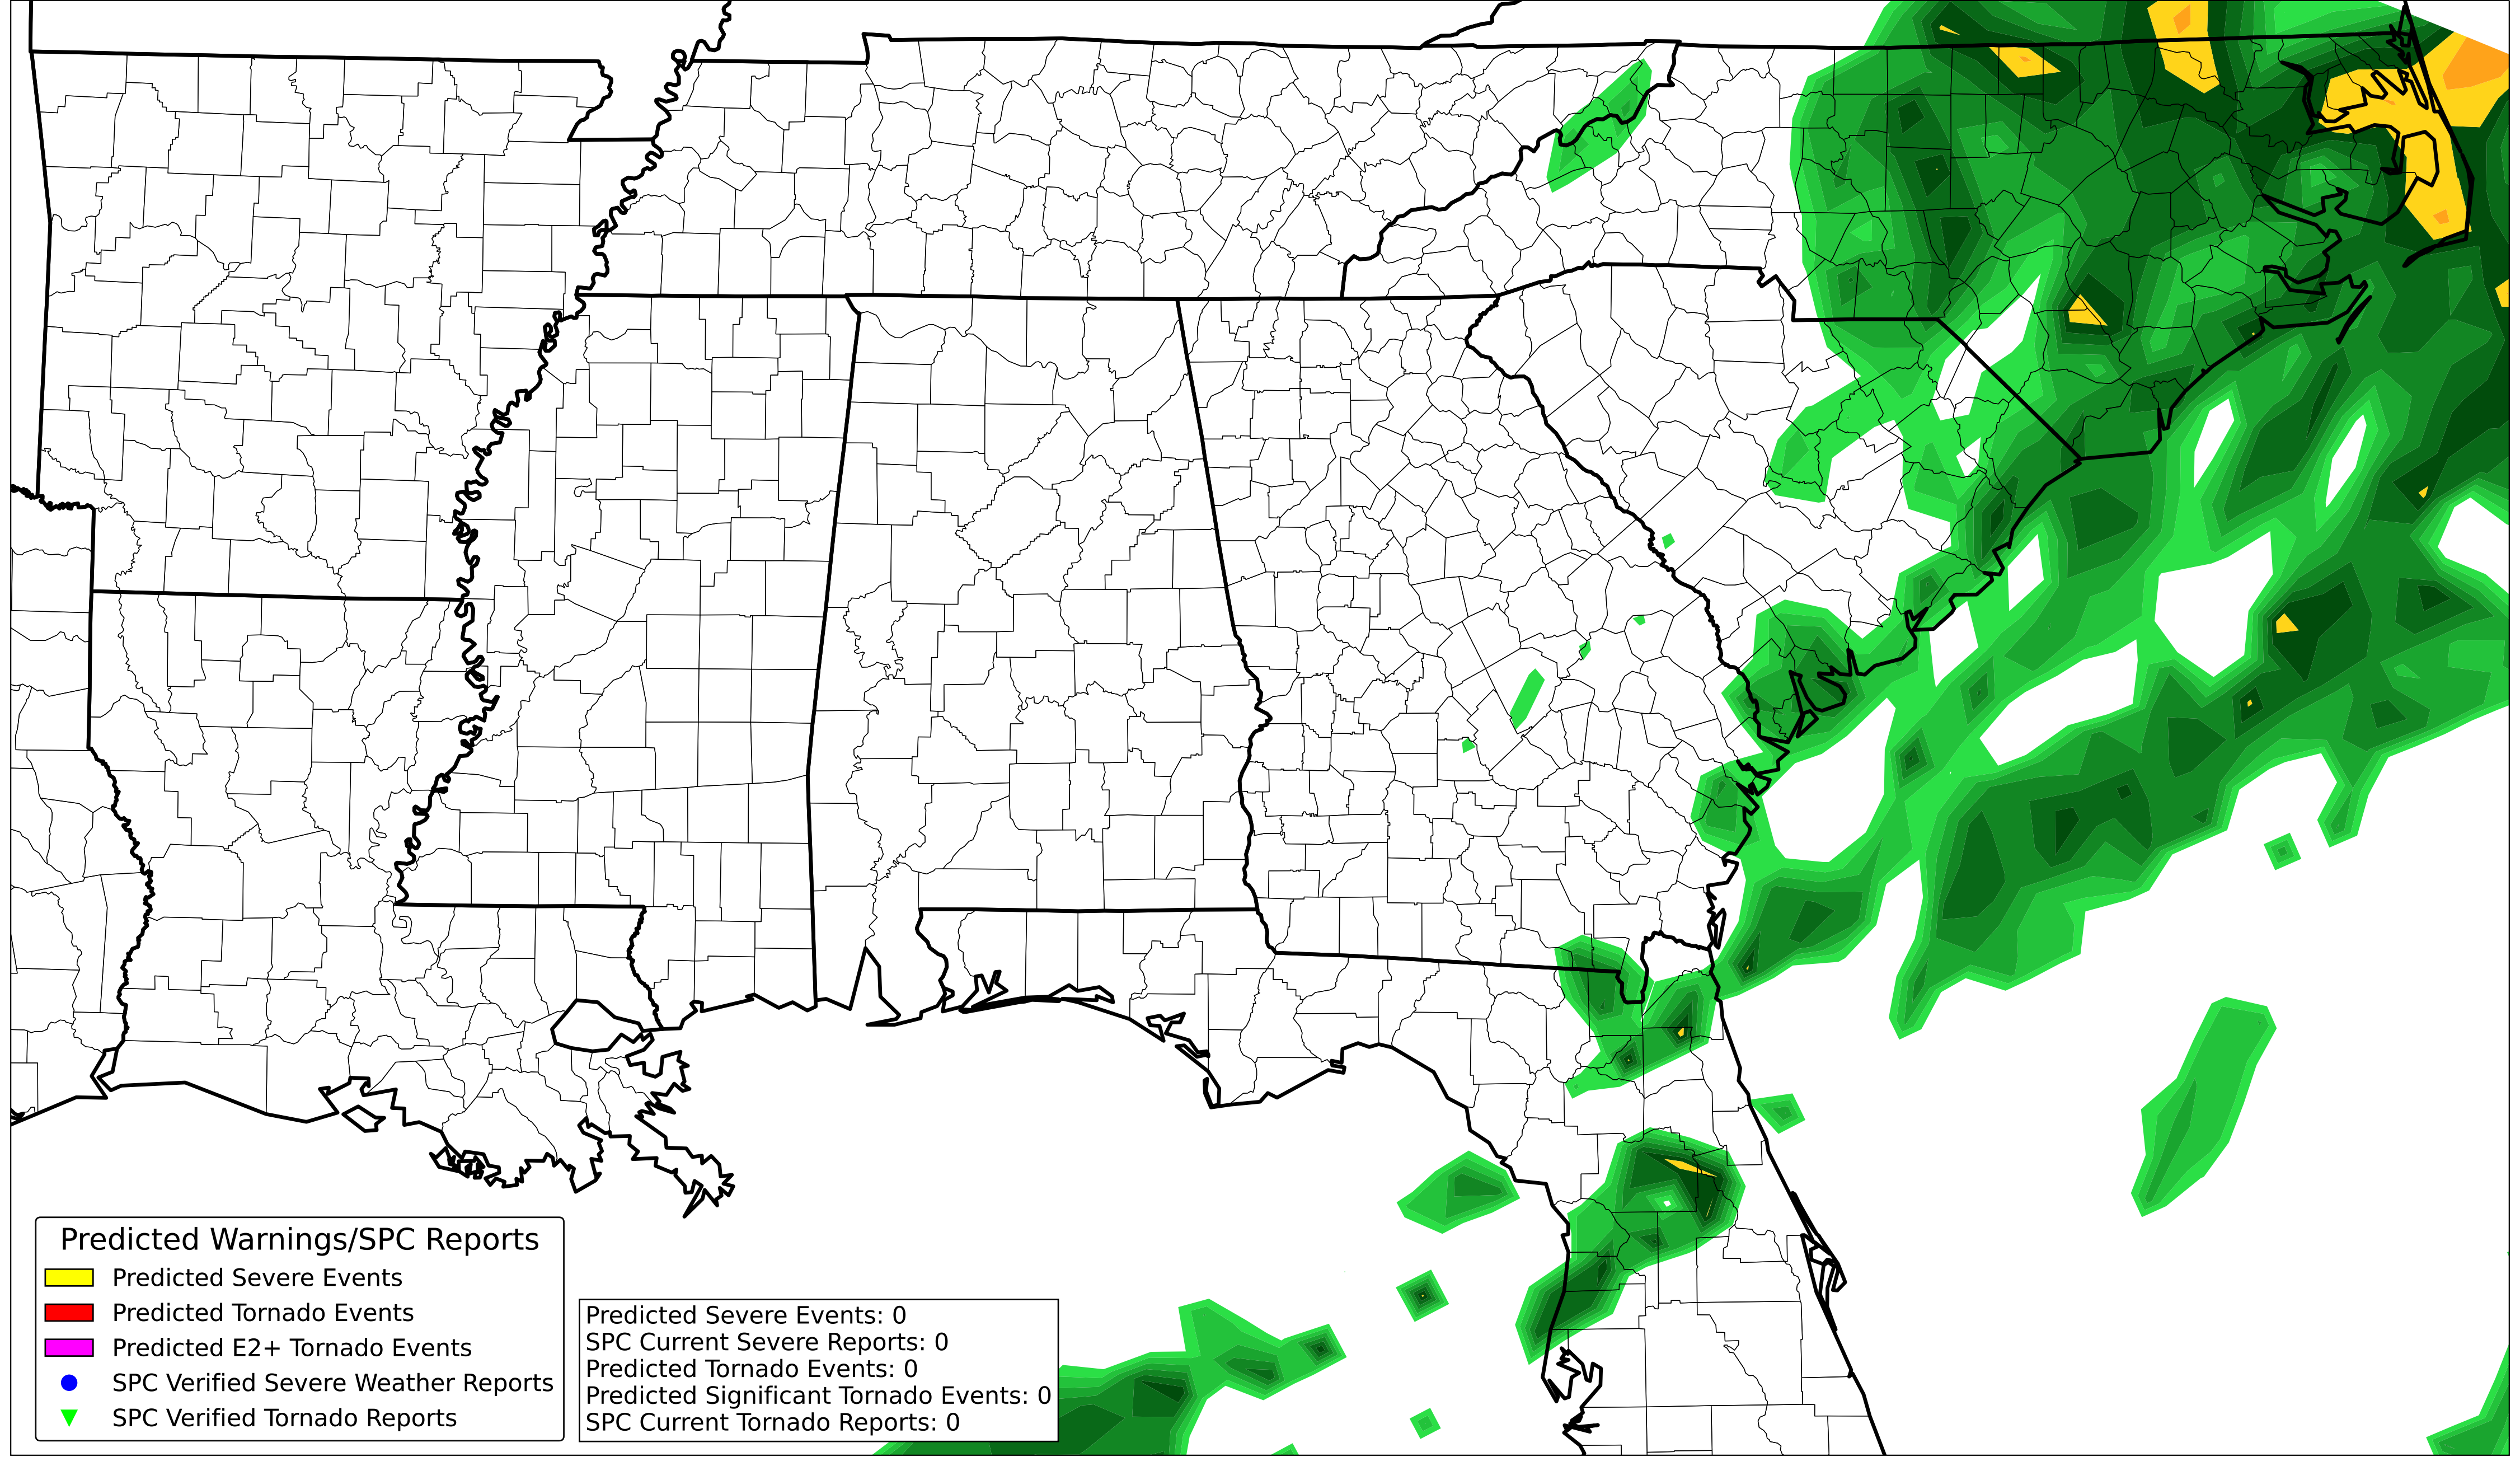 Predicted Warnings/SPC Reports
Predicted Severe Events
Predicted Tornado Events
Predicted E2+ Tornado Events
SPC Verified Severe Weather Reports
SPC Verified Tornado Reports
Predicted Severe Events: 0
SPC Current Severe Reports: 0
Predicted Tornado Events: 0
Predicted Significant Tornado Events: 0
SPC Current Tornado Reports: 0